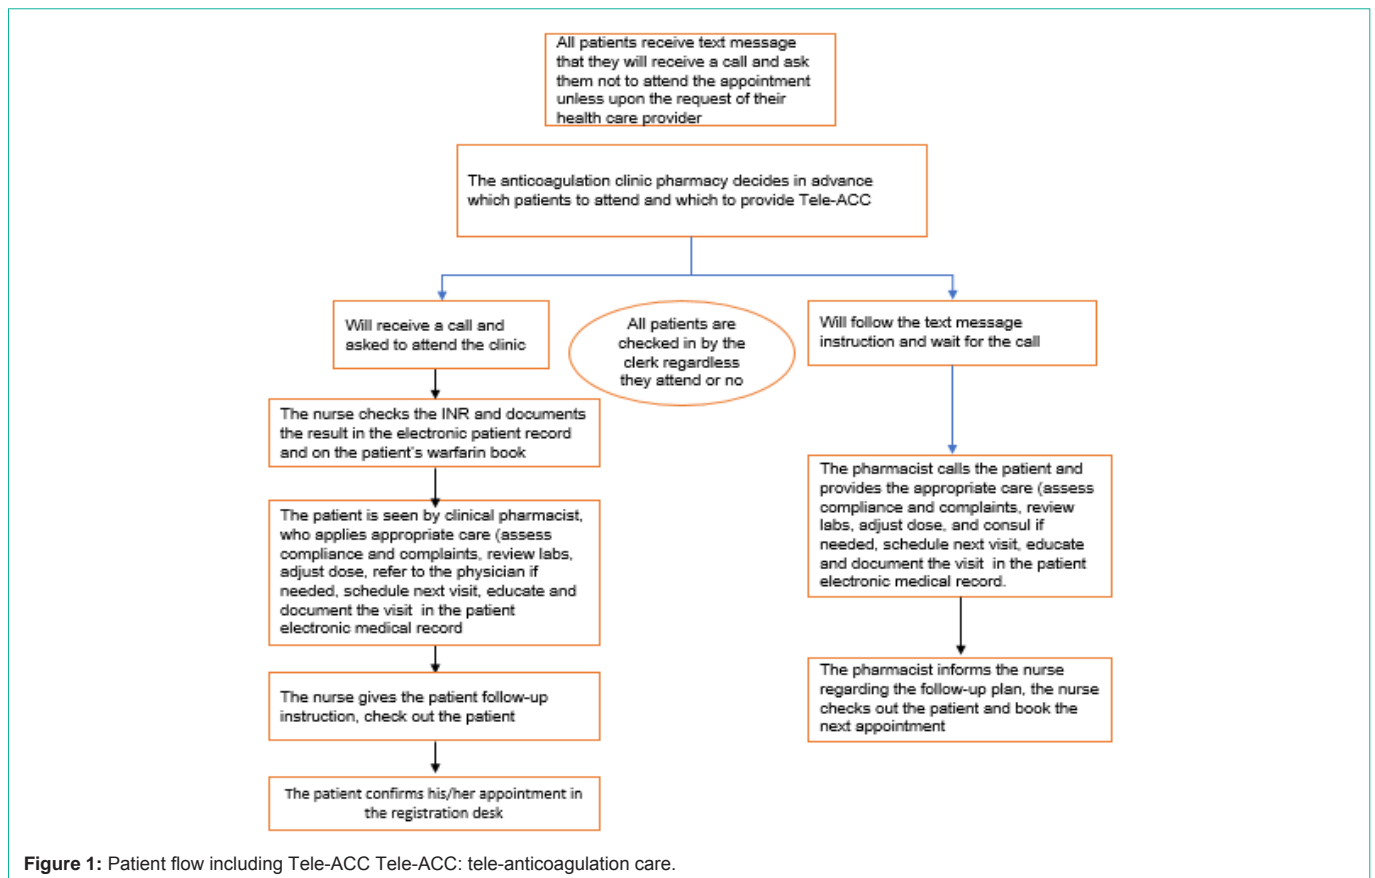 All patients receive text message
that they will receive a call and ask
them not to attend the appointment
unless upon the request of their
health care provider
The anticoagulation clinic pharmacy decides in advance
which patients to attend and which to provide Tele-ACC
Will receive a call and
asked to attend the clinic
All patients are
checked in by the
clerk regardless
they attend or no
Will follow the text message
instruction and wait for the call
The nurse checks the INR and documents
the result in the electronic patient record
and on the patient's warfarin book
The patient is seen by clinical pharmacist,
who applies appropriate care (assess
compliance and complaints, review labs,
adjust dose, refer to the physician if
needed, schedule next visit, educate and
document the visit in the patient
electronic medical record
The nurse gives the patient follow-up
instruction, check out the patient
The patient confirms his/her appointment in
the registration desk
The pharmacist calls the patient and
provides the appropriate care (assess
compliance and complaints, review
labs, adjust dose, and consul if
needed, schedule next visit, educate
and document the visit in the patient
electronic medical record.
The pharmacist informs the nurse
regarding the follow-up plan, the nurse
checks out the patient and book the
next appointment
Figure 1: Patient flow including Tele-ACC Tele-ACC: tele-anticoagulation care.